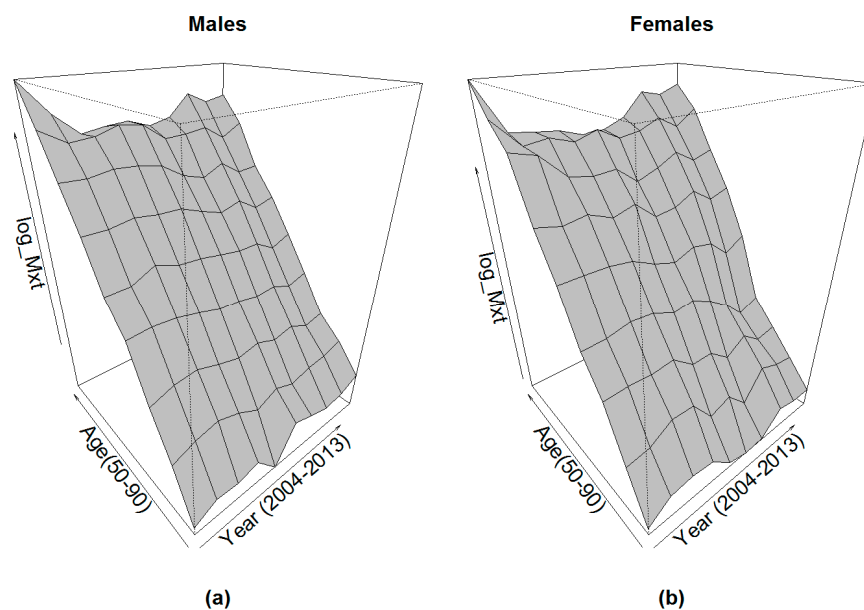 Males
Females
log_Mxt
Age(50-90)
Year (2004-2013)
log_Mxt
Age(50-90)
Year (2004-2013)
(a)
(b)